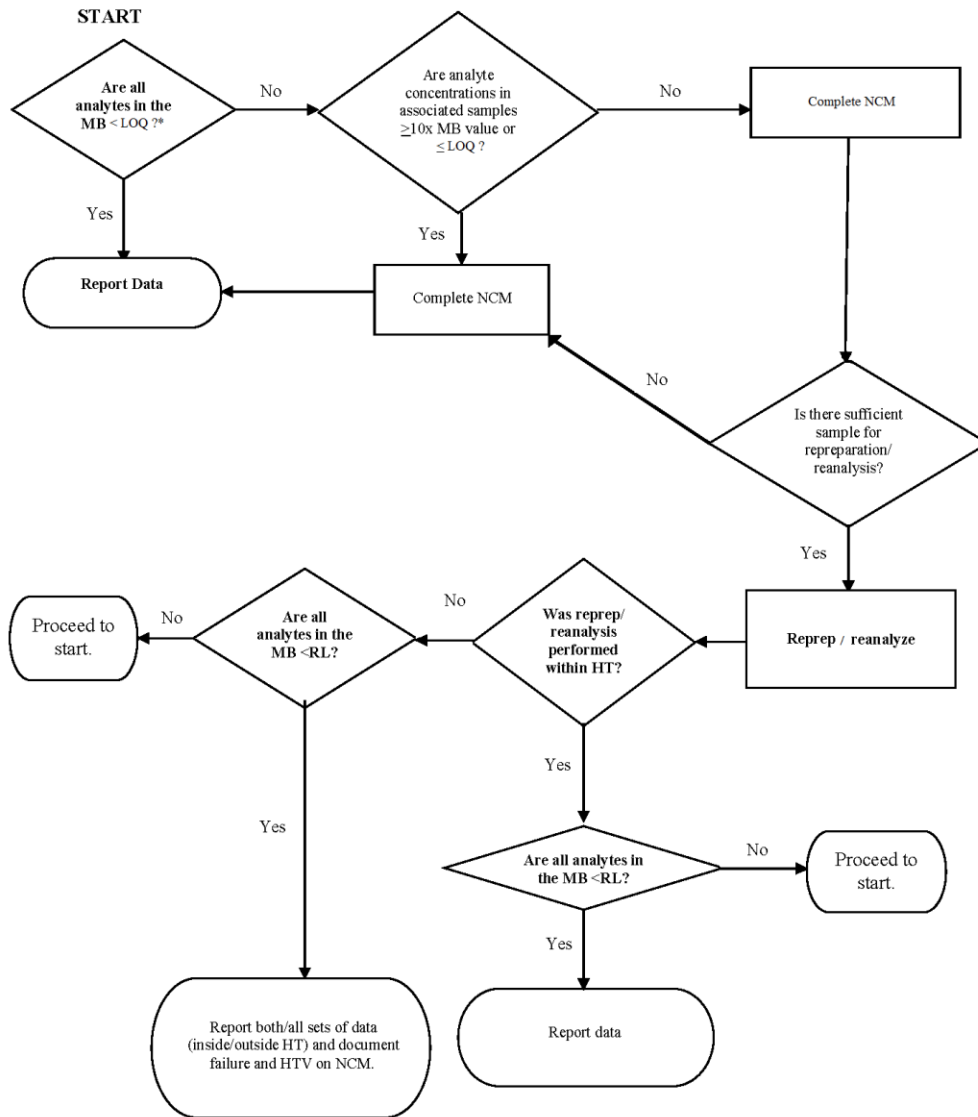 START
Are all
analytes in the
MB < LOQ ?*
No
Are analyte
concentrations in
associated samples
≥10x MB value or
≤ LOQ ?
No
Complete NCM
Yes
Yes
Report Data
Complete NCM
No
Is there sufficient
sample for
repreparation/
reanalysis?
Yes
Proceed to
start.
No
Are all
analytes in the
MB <RL?
No
Was reprep/
reanalysis
performed
within HT?
Reprep / reanalyze
Yes
Yes
Are all analytes in
the MB <RL?
No
Proceed to
start.
Yes
Report both/all sets of data
(inside/outside HT) and document
failure and HTV on NCM.
Report data